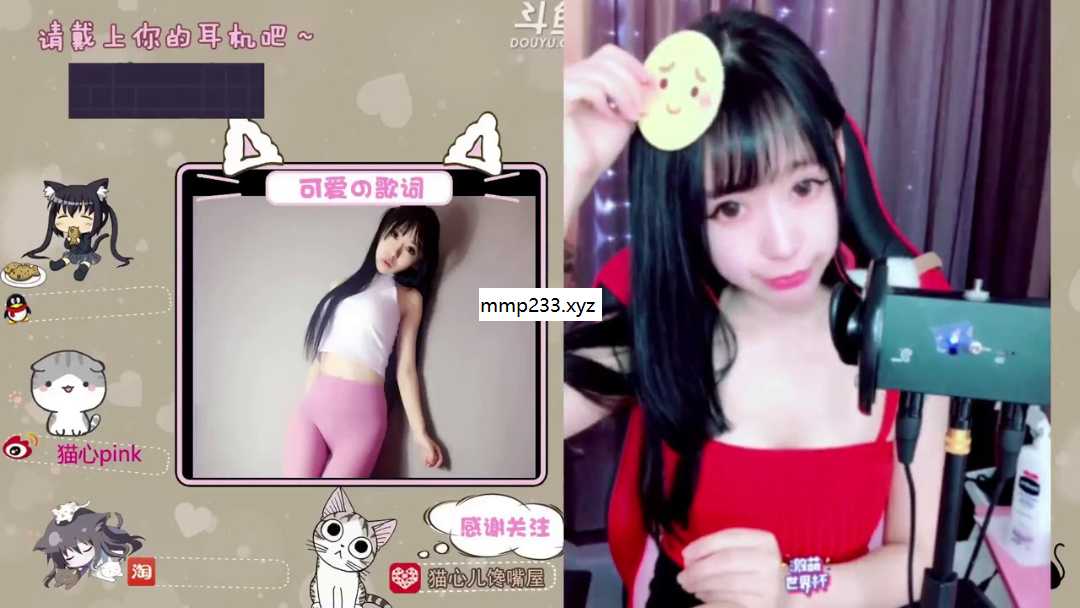 请戴上你的耳机吧~
斗鱼
DOUYU.C
可爱の歌词
mmp233.xyz
猫心pink
感谢关注
淘
猫心儿馋嘴屋
激萌
世界杯